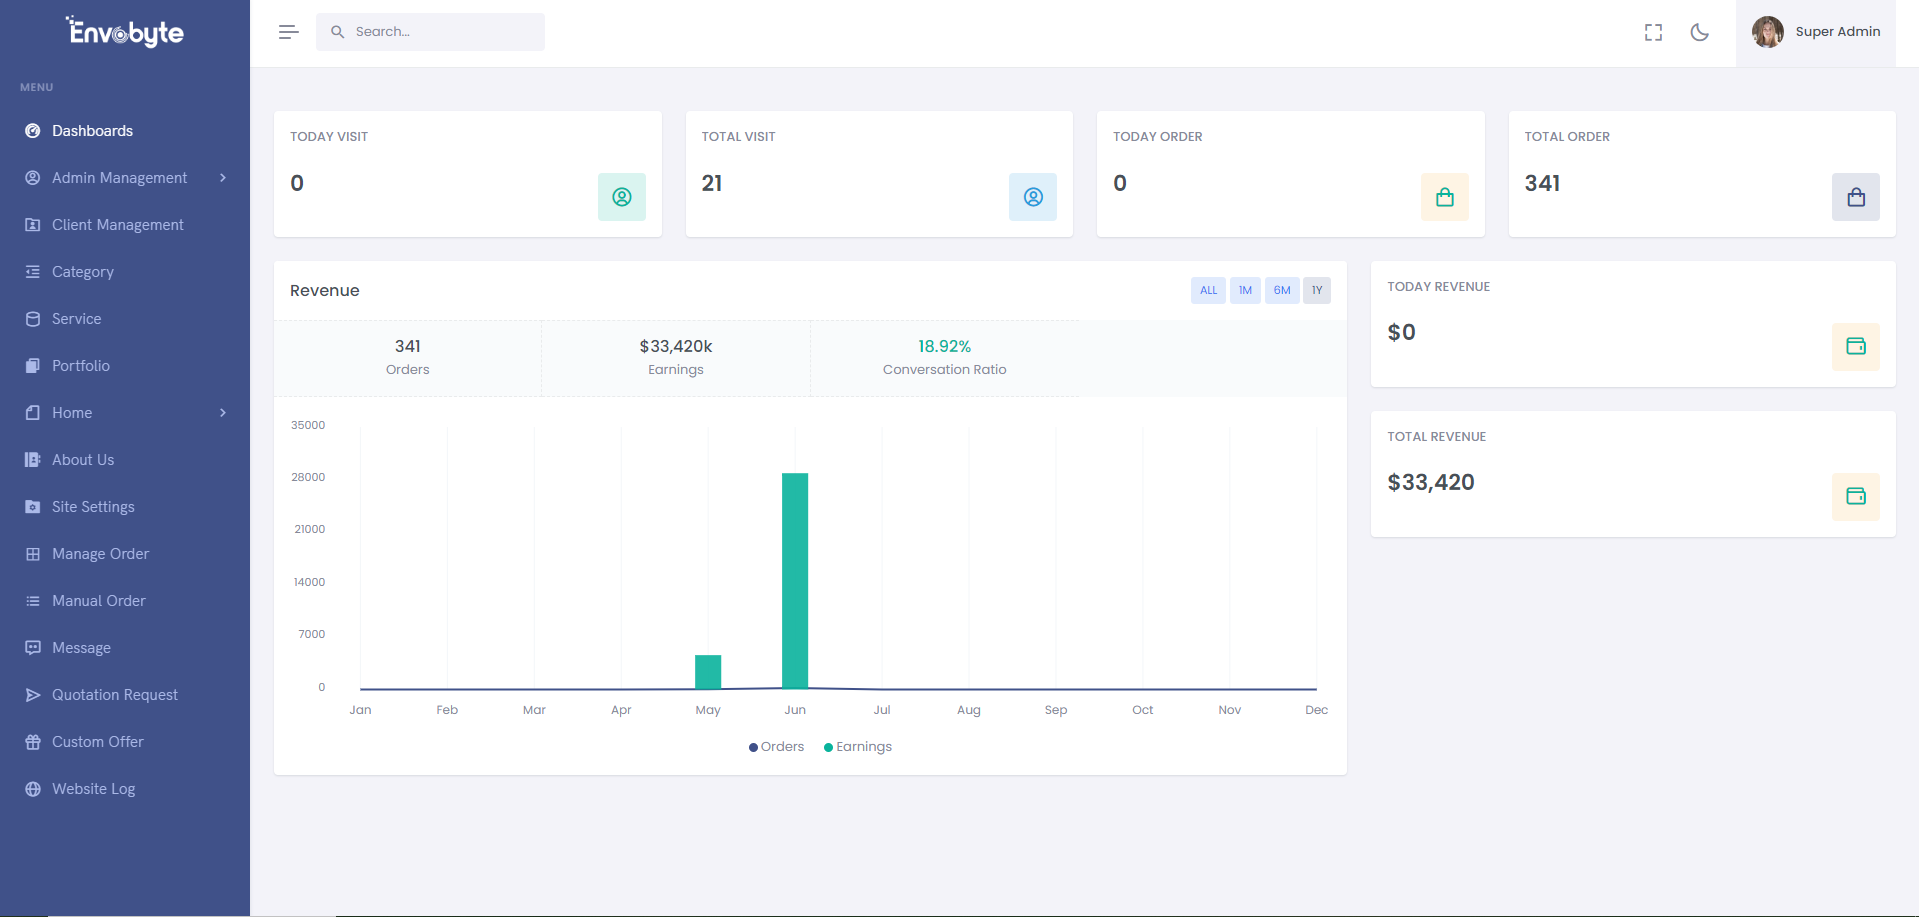 Envobyte
MENU
Dashboards
Admin Management
Client Management
Category
Service
Portfolio
Home
About Us
Site Settings
Manage Order
Manual Order
Message
Quotation Request
Custom Offer
Website Log
Search...
Super Admin
TODAY VISIT
0
TOTAL VISIT
21
TODAY ORDER
0
TOTAL ORDER
341
Revenue
ALL 1M 6M 1Y
341
Orders
$33,420k
Earnings
18.92%
Conversation Ratio
35000
28000
21000
14000
7000
0
Jan Feb Mar Apr May Jun Jul Aug Sep Oct Nov Dec
Orders Earnings
TODAY REVENUE
$0
TOTAL REVENUE
$33,420